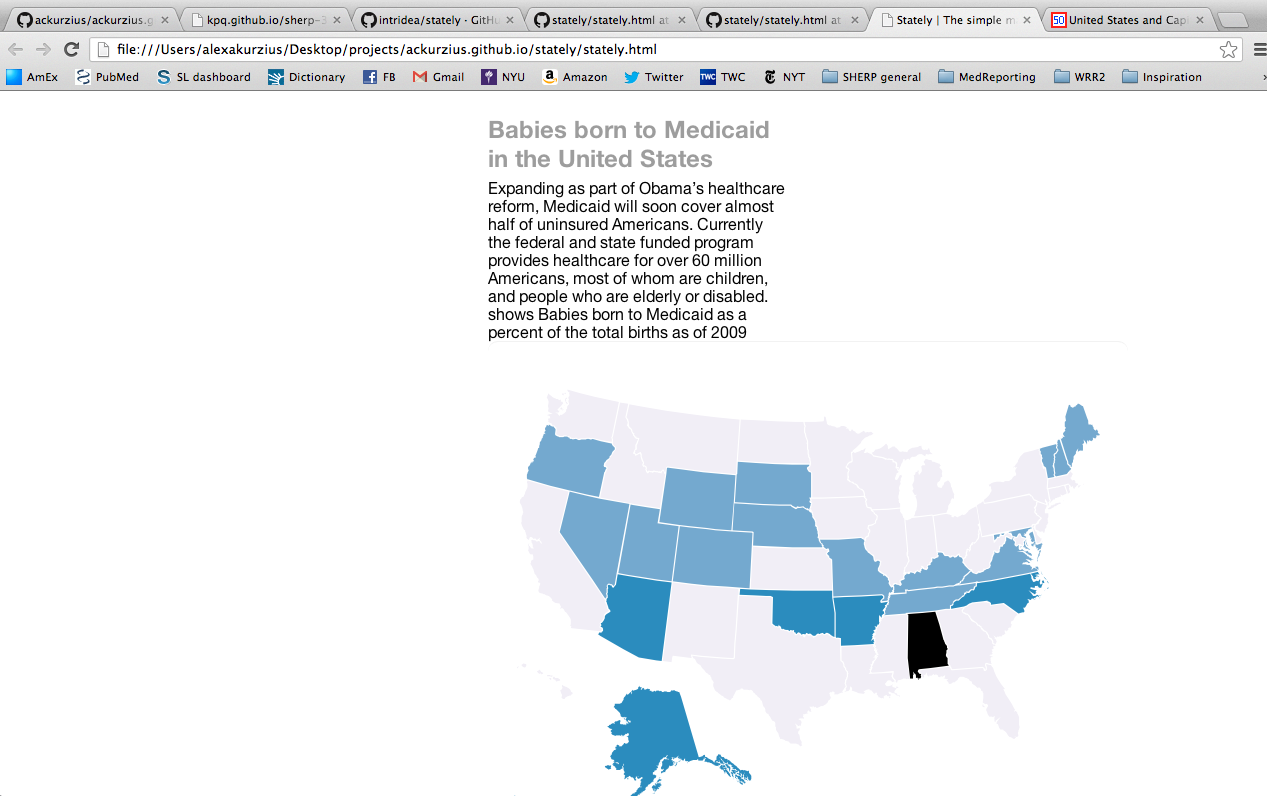 ackurzius/ackurzius.g
kpq.github.io/sherp-3
intridea/stately · GitHu
stately/stately.html at
stately/stately.html at
Stately | The simple m
50 United States and Cap
file:///Users/alexakurzius/Desktop/projects/ackurzius.github.io/stately/stately.html
AmEx PubMed SL dashboard Dictionary FB Gmail NYU Amazon Twitter TWC TWC NYT SHERP general MedReporting WRR2 Inspiration »
Babies born to Medicaid
in the United States
Expanding as part of Obama’s healthcare
reform, Medicaid will soon cover almost
half of uninsured Americans. Currently
the federal and state funded program
provides healthcare for over 60 million
Americans, most of whom are children,
and people who are elderly or disabled.
shows Babies born to Medicaid as a
percent of the total births as of 2009